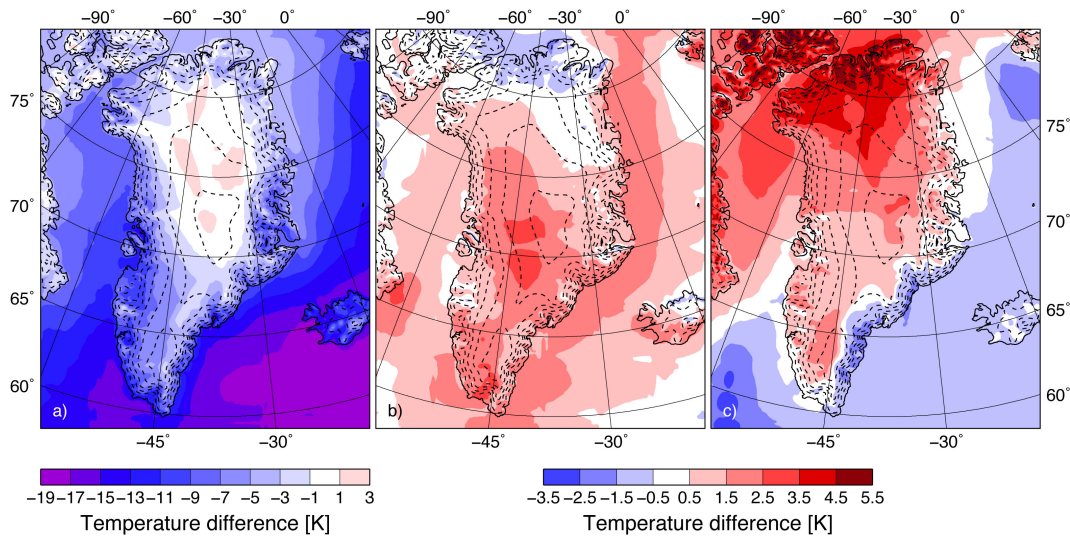 −90° −60° −30° 0° −90° −60° −30° 0° −90° −60° −30° 0°
75° 75°
70° 70°
65° 65°
60° 60°
a) b) c)
−45° −30° −45° −30° −45° −30°
−19 −17 −15 −13 −11 −9 −7 −5 −3 −1 1 3 −3.5 −2.5 −1.5 −0.5 0.5 1.5 2.5 3.5 4.5 5.5
Temperature difference [K] Temperature difference [K]